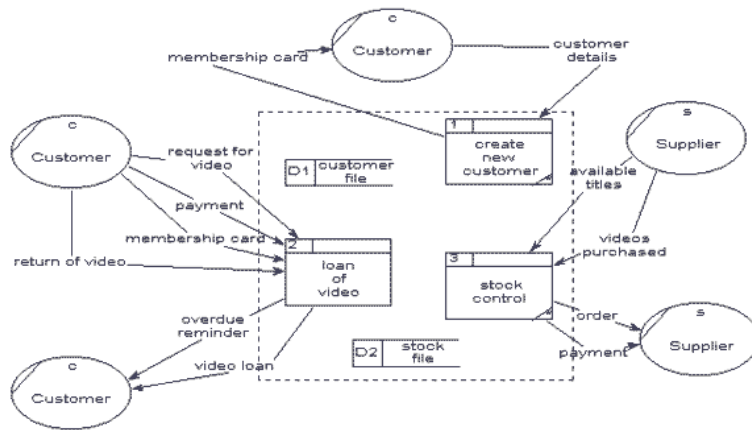 c
Customer
membership card
customer
details
c
Customer
request for
video
payment
membership card
return of video
D1
customer
file
1
create
new
customer
s
Supplier
available
titles
videos
purchased
2
loan
of
video
3
stock
control
overdue
reminder
video loan
order
payment
D2
stock
file
c
Customer
s
Supplier